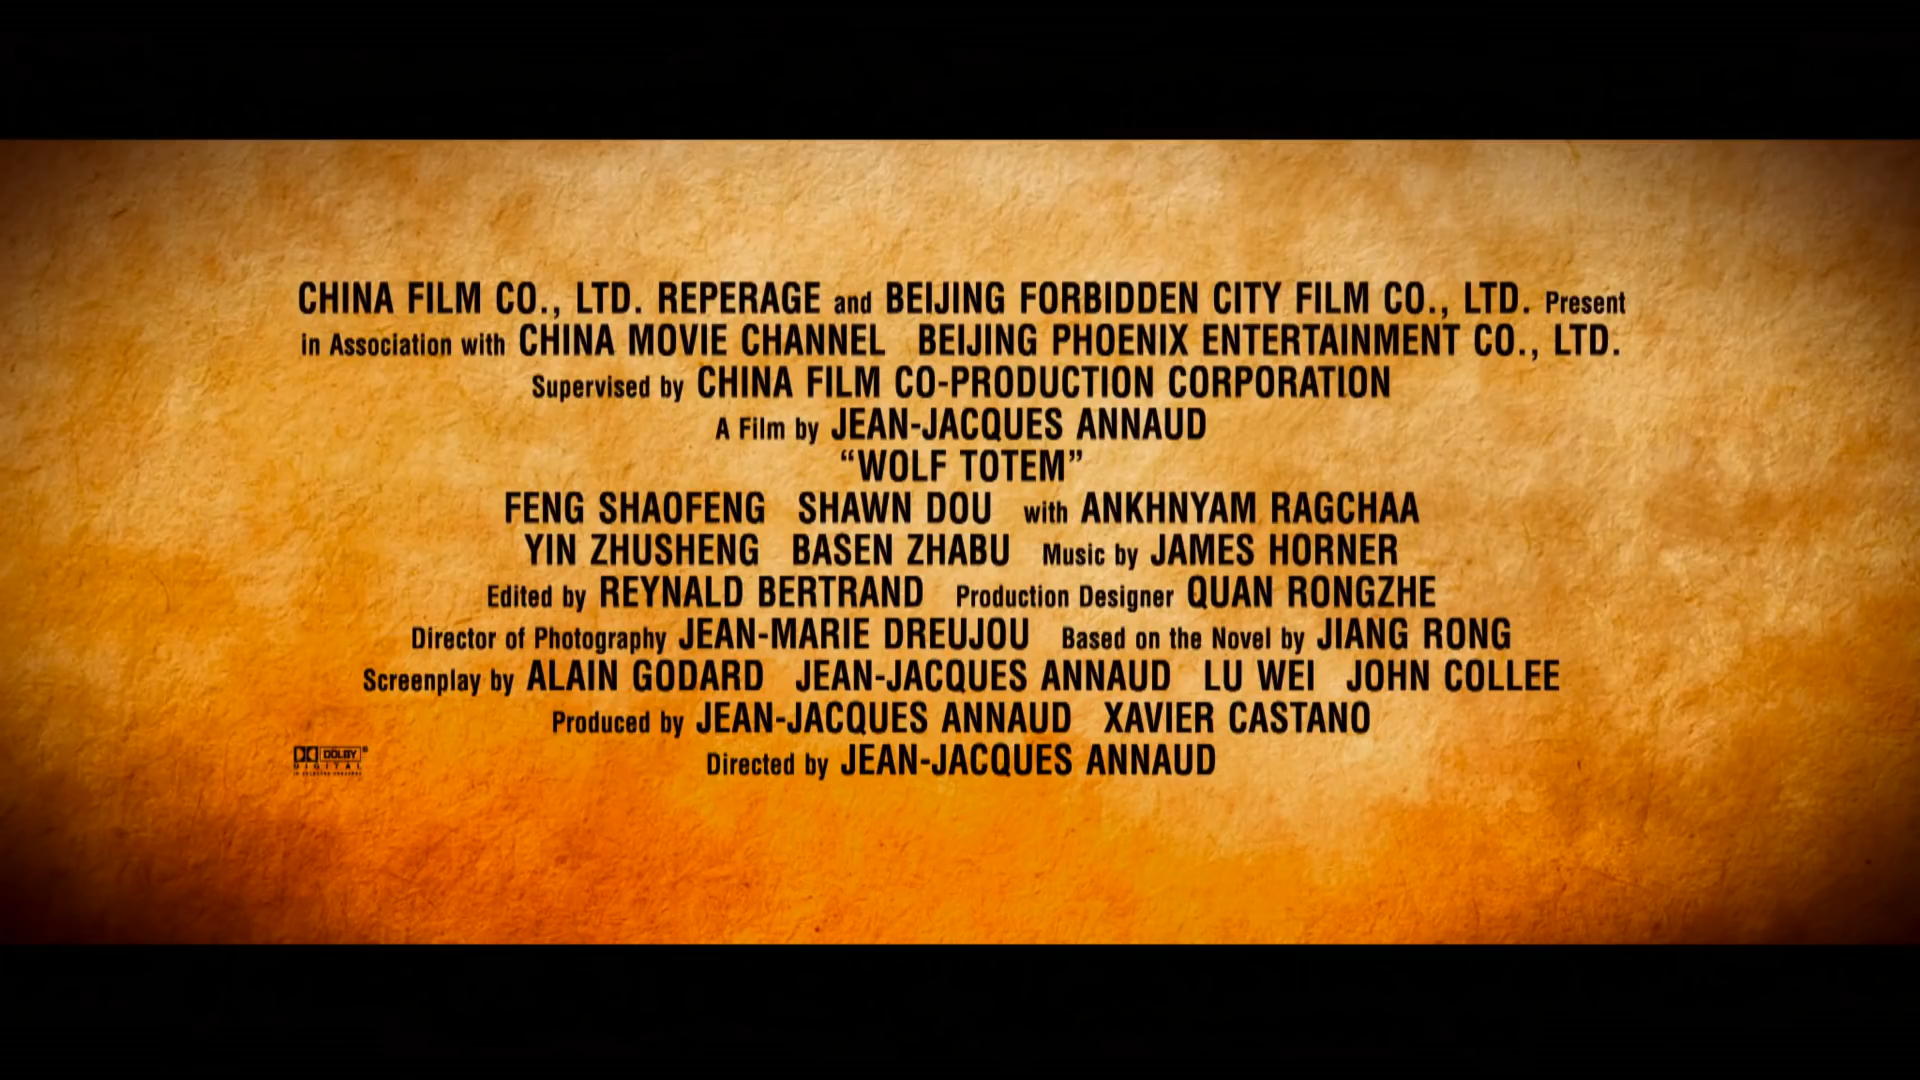 CHINA FILM CO., LTD. REPERAGE and BEIJING FORBIDDEN CITY FILM CO., LTD. Present
in Association with CHINA MOVIE CHANNEL BEIJING PHOENIX ENTERTAINMENT CO., LTD.
Supervised by CHINA FILM CO-PRODUCTION CORPORATION
A Film by JEAN-JACQUES ANNAUD
“WOLF TOTEM”
FENG SHAOFENG SHAWN DOU with ANKHNYAM RAGCHAA
YIN ZHUSHENG BASEN ZHABU Music by JAMES HORNER
Edited by REYNALD BERTRAND Production Designer QUAN RONGZHE
Director of Photography JEAN-MARIE DREUJOU Based on the Novel by JIANG RONG
Screenplay by ALAIN GODARD JEAN-JACQUES ANNAUD LU WEI JOHN COLLEE
Produced by JEAN-JACQUES ANNAUD XAVIER CASTANO
Directed by JEAN-JACQUES ANNAUD
DOLBY ®
DIGITAL